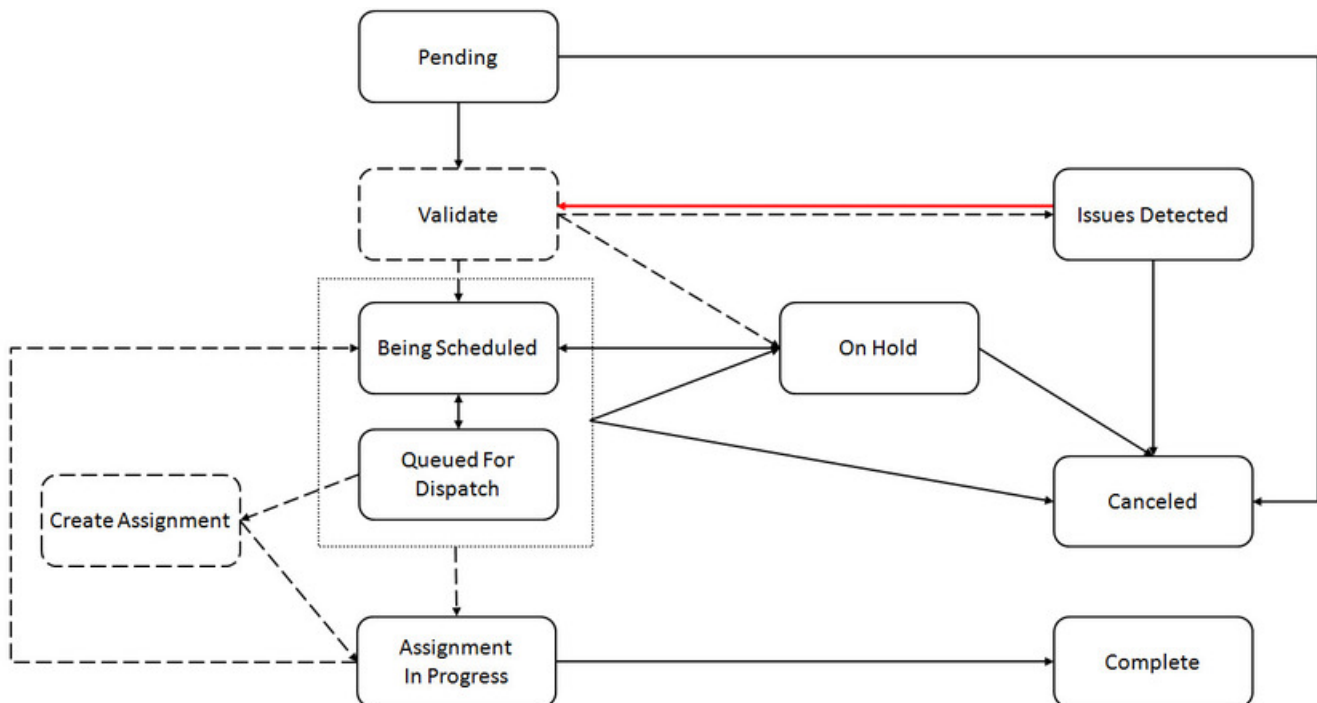 Pending
Validate
Issues Detected
Being Scheduled
On Hold
Queued For
Dispatch
Create Assignment
Canceled
Assignment
In Progress
Complete